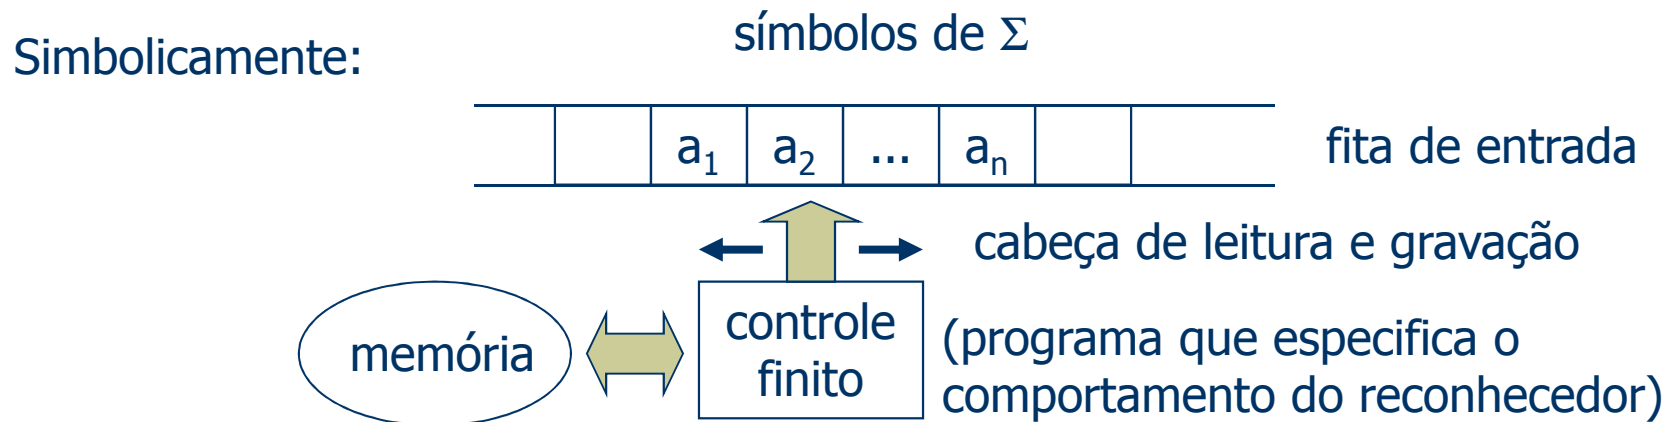 símbolos de Σ
Simbolicamente:
a₁ a₂ ... aₙ
fita de entrada
cabeça de leitura e gravação
memória
controle
finito
(programa que especifica o
comportamento do reconhecedor)